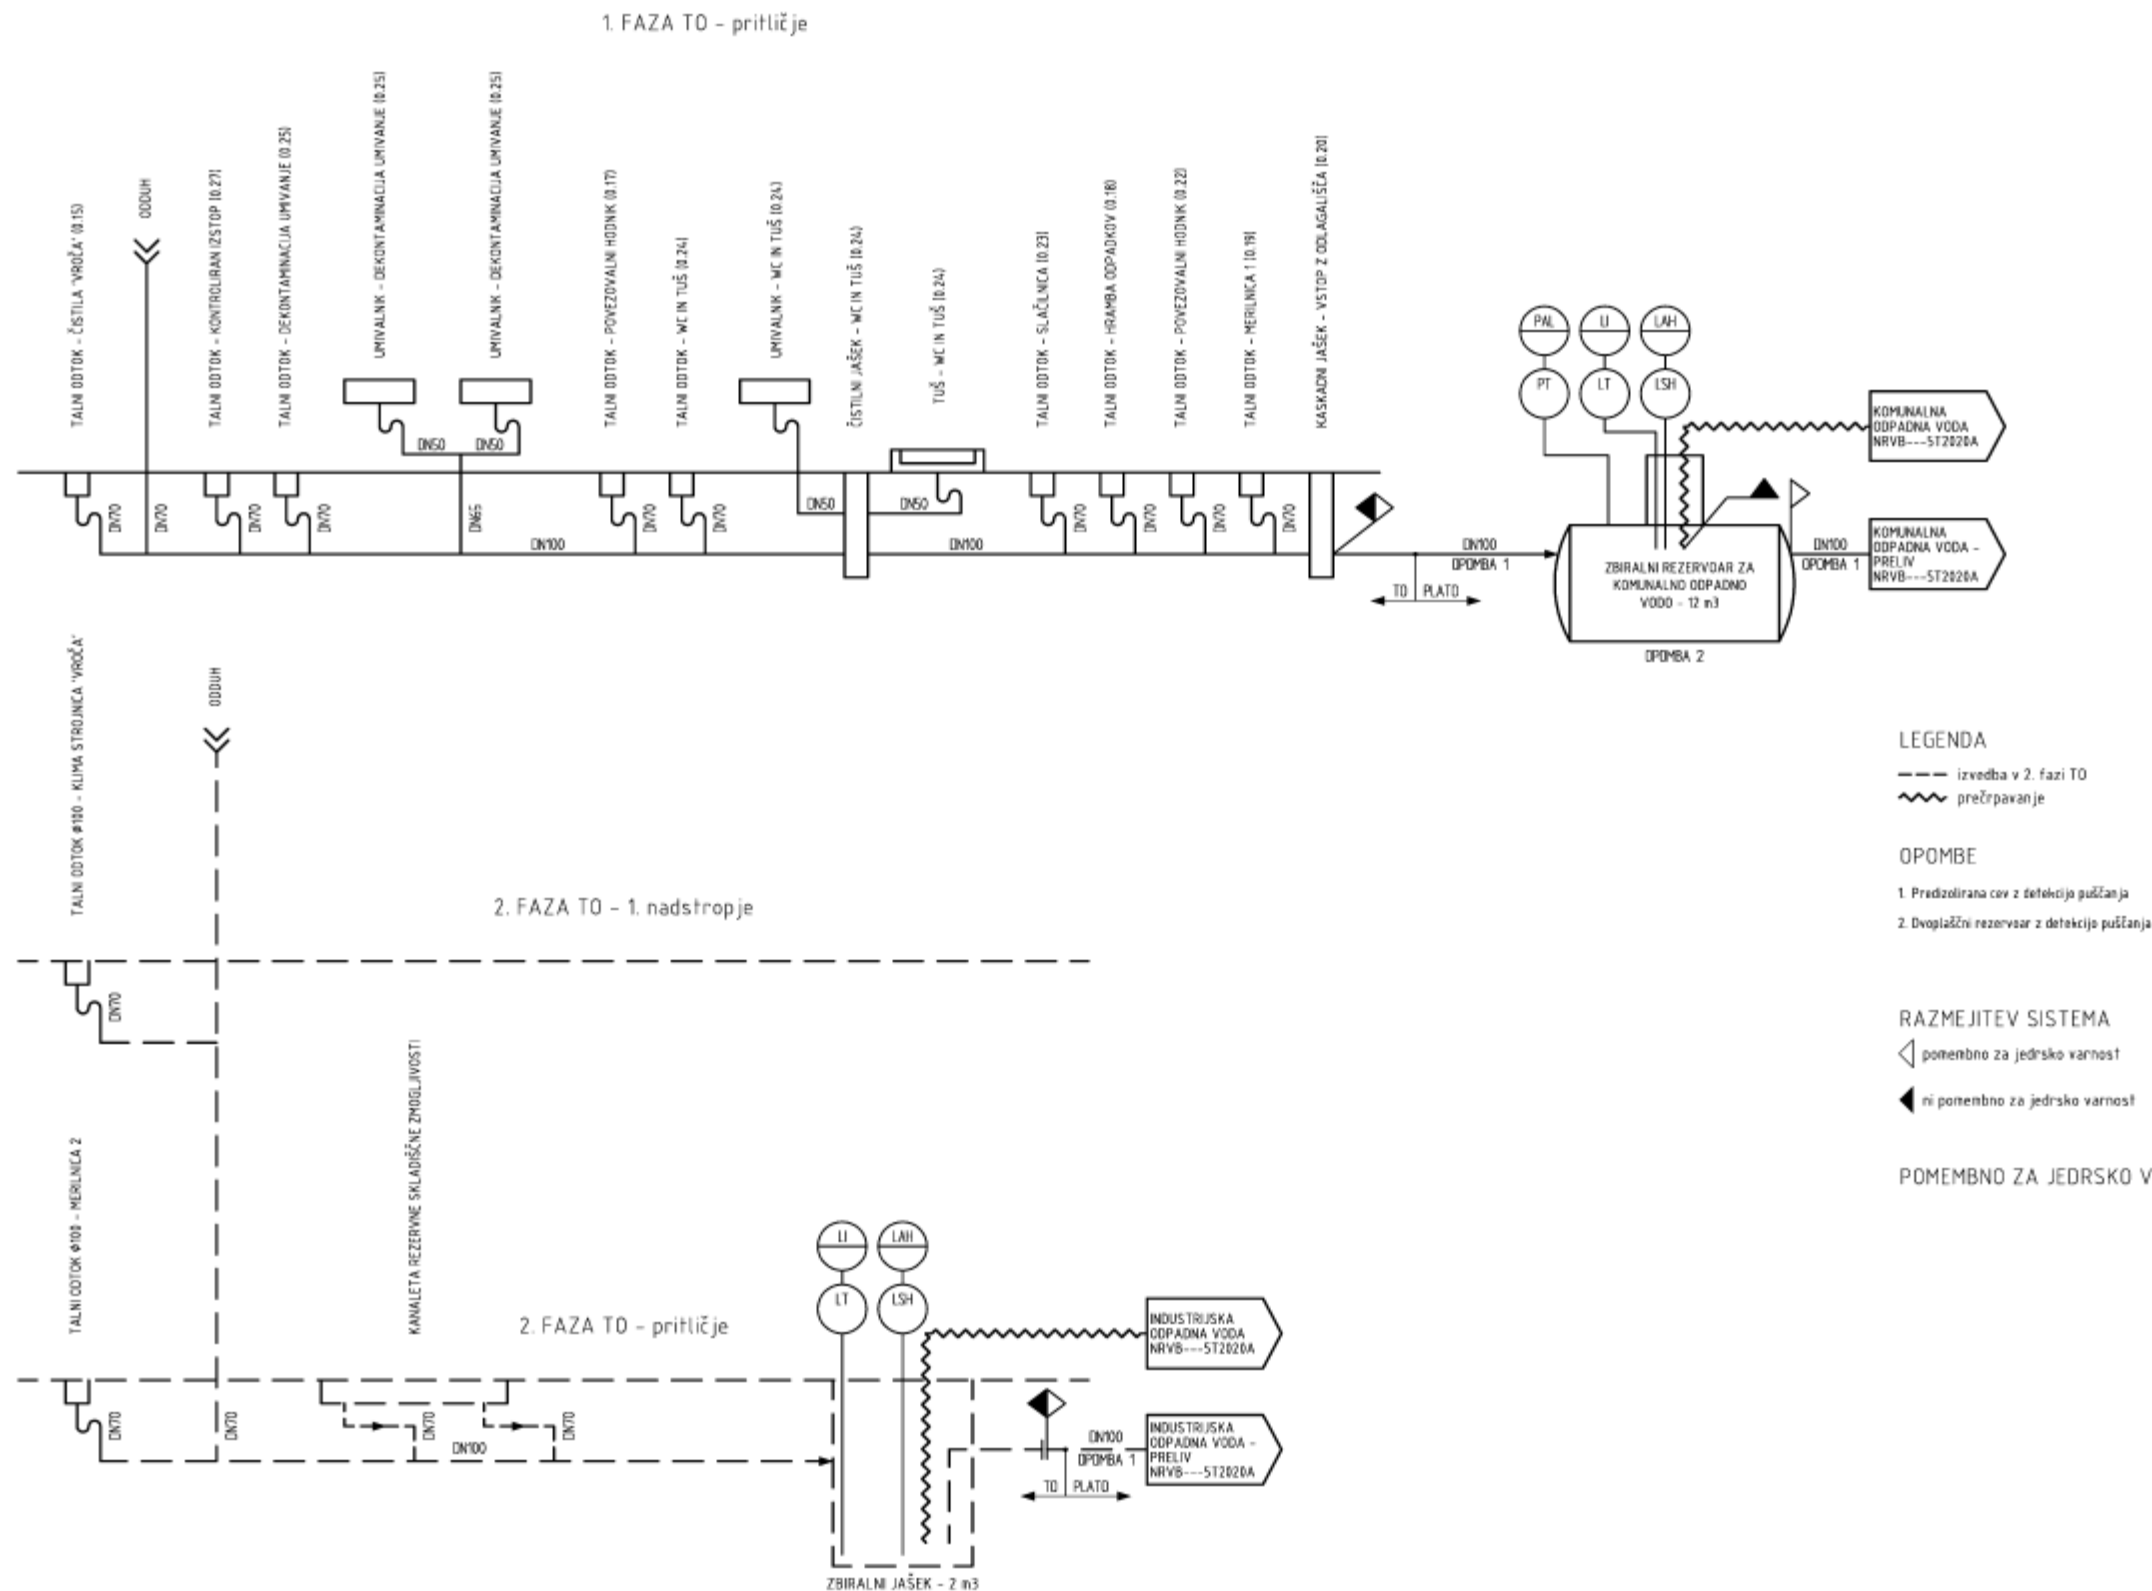 1. FAZA TO - pritličje
TALNI ODTOK - ČISTILA "VROČA" (0.15)
ODDUH
TALNI ODTOK - KONTROLIRAN IZSTOP (0.27)
TALNI ODTOK - DEKONTAMINACIJA UMIVANJE (0.25)
UMIVALNIK - DEKONTAMINACIJA UMIVANJE (0.25)
UMIVALNIK - DEKONTAMINACIJA UMIVANJE (0.25)
TALNI ODTOK - POVEZOVALNI HODNIK (0.17)
TALNI ODTOK - WC IN TUŠ (0.24)
UMIVALNIK - WC IN TUŠ (0.24)
ČISTILNI JAŠEK - WC IN TUŠ (0.24)
TUŠ - WC IN TUŠ (0.24)
TALNI ODTOK - SLAČILNICA (0.23)
TALNI ODTOK - HRAMBA ODPADKOV (0.18)
TALNI ODTOK - POVEZOVALNI HODNIK (0.22)
TALNI ODTOK - MERILNICA 1 (0.19)
KASKADNI JAŠEK - VSTOP Z ODLAGALIŠČA (0.20)
PAL
LI
LAH
PT
LT
LSH
KOMUNALNA
ODPADNA VODA
NRVB---5T2020A
DN50
DN50
DN70
DN70
DN70
DN70
DN65
DN70
DN70
DN50
DN50
DN70
DN70
DN70
DN70
DN100
DN100
DN100
OPOMBA 1
TO
PLATO
ZBIRALNI REZERVOAR ZA
KOMUNALNO ODPADNO
VODO - 12 m3
OPOMBA 2
DN100
OPOMBA 1
KOMUNALNA
ODPADNA VODA -
PRELIV
NRVB---5T2020A
TALNI ODTOK ø100 - KLIMA STROJNICA "VROČA"
ODDUH
LEGENDA
izvedba v 2. fazi TO
prečrpavanje
OPOMBE
1. Predizolirana cev z detekcijo puščanja
2. Dvoplaščni rezervoar z detekcijo puščanja
2. FAZA TO - 1. nadstropje
DN70
RAZMEJITEV SISTEMA
pomembno za jedrsko varnost
ni pomembno za jedrsko varnost
POMEMBNO ZA JEDRSKO V
TALNI ODTOK ø100 - MERILNICA 2
KANALETA REZERVNE SKLADIŠČNE ZMOGLJIVOSTI
2. FAZA TO - pritličje
LI
LAH
LT
LSH
INDUSTRIJSKA
ODPADNA VODA
NRVB---5T2020A
DN70
DN70
DN70
DN70
DN100
DN100
OPOMBA 1
TO
PLATO
INDUSTRIJSKA
ODPADNA VODA -
PRELIV
NRVB---5T2020A
ZBIRALNI JAŠEK - 2 m3